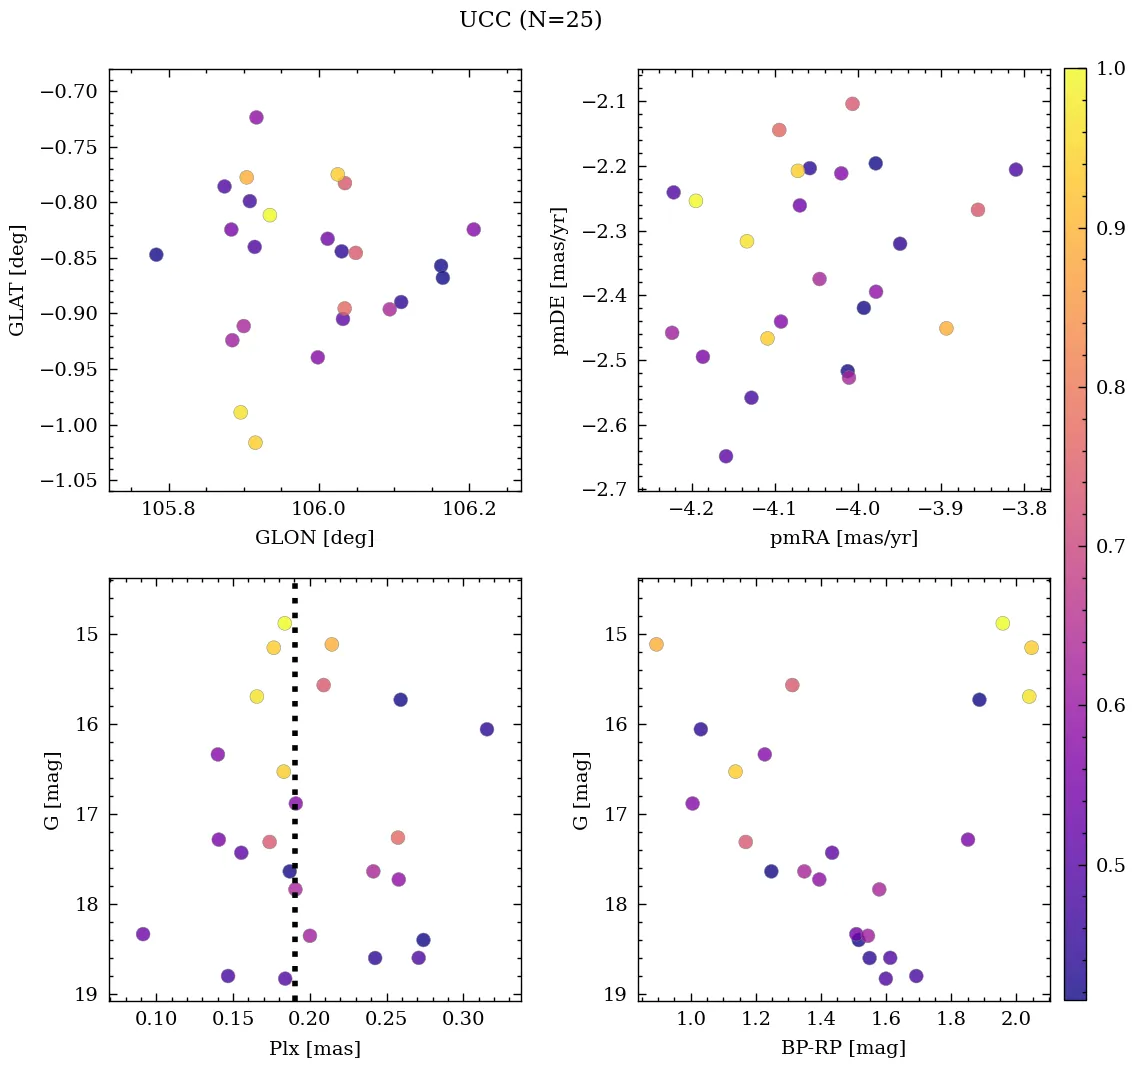 UCC (N=25)
−0.70
−0.75
−0.80
−0.85
−0.90
−0.95
−1.00
−1.05
GLAT [deg]
105.8 106.0 106.2
GLON [deg]
−2.1
−2.2
−2.3
−2.4
−2.5
−2.6
−2.7
pmDE [mas/yr]
−4.2 −4.1 −4.0 −3.9 −3.8
pmRA [mas/yr]
15
16
17
18
19
G [mag]
0.10 0.15 0.20 0.25 0.30
Plx [mas]
15
16
17
18
19
G [mag]
1.0 1.2 1.4 1.6 1.8 2.0
BP-RP [mag]
1.0
0.9
0.8
0.7
0.6
0.5